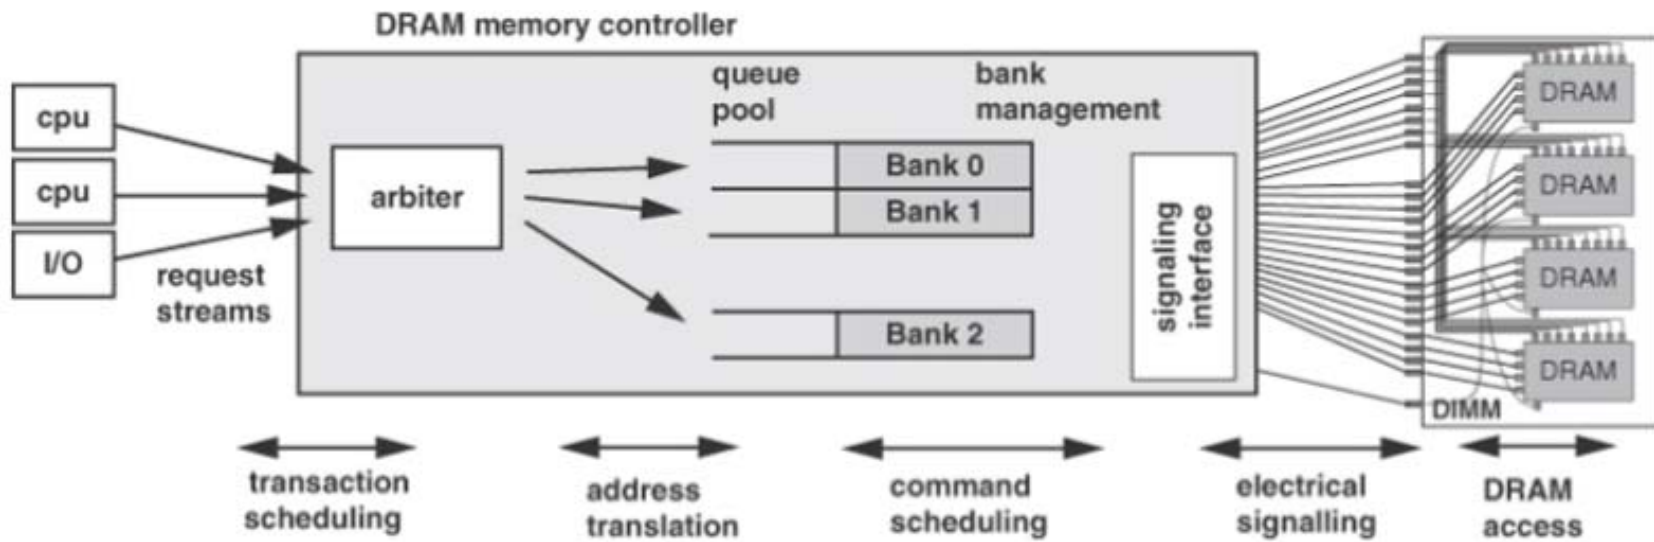 DRAM memory controller
queue
pool
bank
management
cpu
cpu
I/O
request
streams
arbiter
Bank 0
Bank 1
Bank 2
signaling
interface
DRAM
DRAM
DRAM
DRAM
DIMM
transaction
scheduling
address
translation
command
scheduling
electrical
signalling
DRAM
access